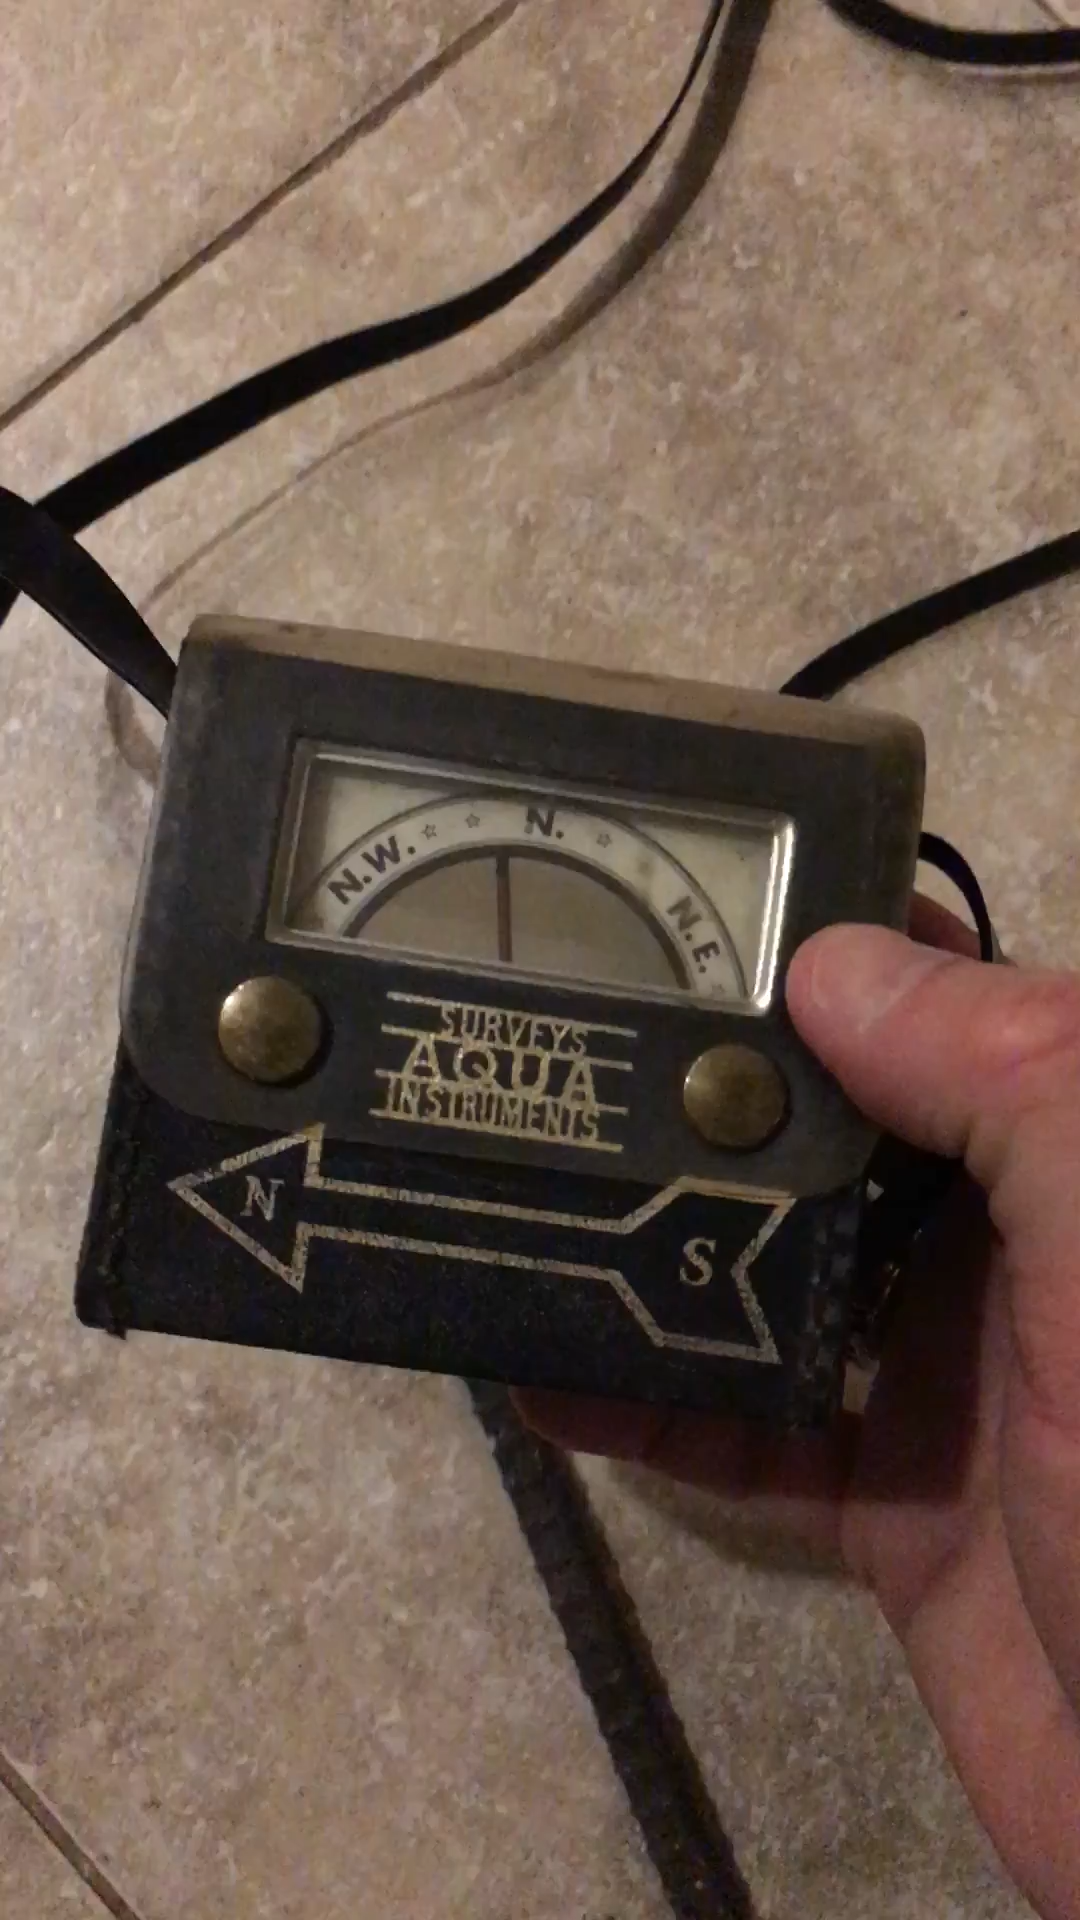 N.W. ☆ ☆ N. ☆ N.E. ☆
SURVEYS
AQUA
INSTRUMENTS
N S